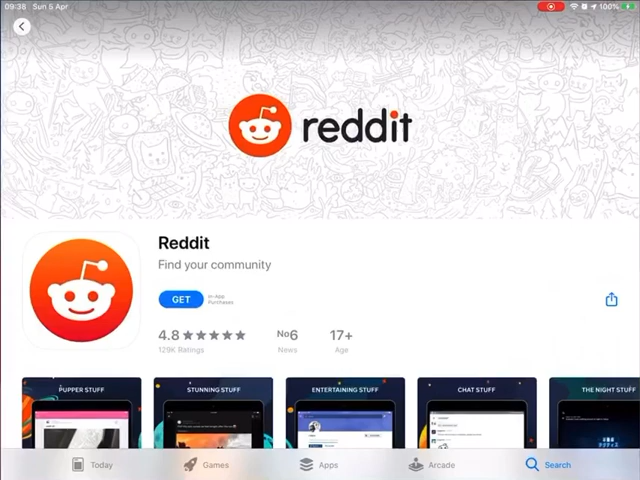 09:38 Sun 5 Apr
100%
reddit
Reddit
Find your community
GET
In-App
Purchases
4.8
No6
17+
129K Ratings
News
Age
PUPPER STUFF
STUNNING STUFF
ENTERTAINING STUFF
CHAT STUFF
THE NIGHT STUFF
Today
Games
Apps
Arcade
Search